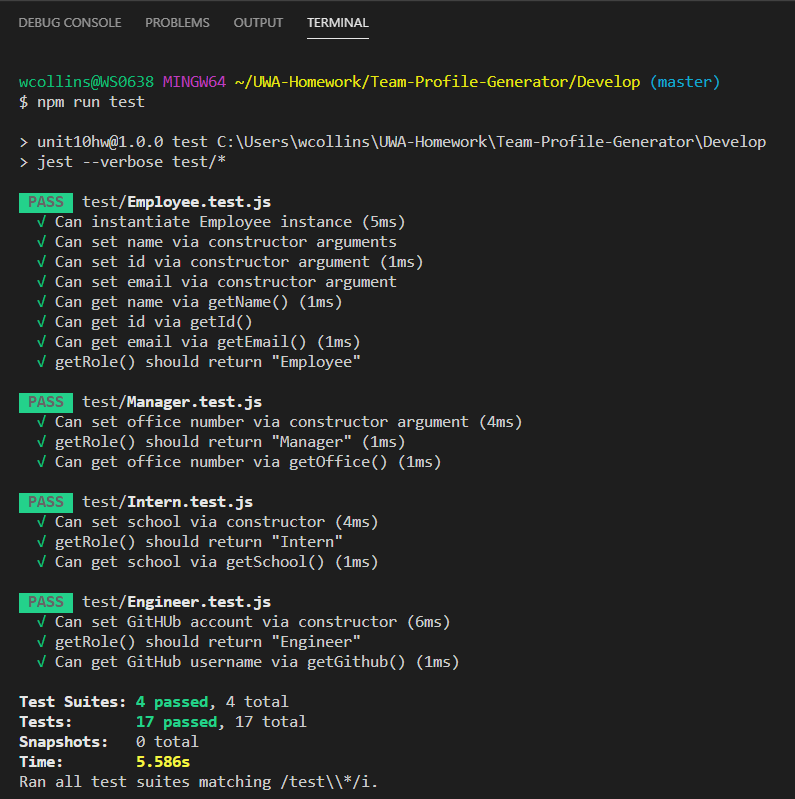 DEBUG CONSOLE PROBLEMS OUTPUT TERMINAL
wcollins@WS0638 MINGW64 ~/UWA-Homework/Team-Profile-Generator/Develop (master)
$ npm run test
> unit10hw@1.0.0 test C:\Users\wcollins\UWA-Homework\Team-Profile-Generator\Develop
> jest --verbose test/*
PASS test/Employee.test.js
√ Can instantiate Employee instance (5ms)
√ Can set name via constructor arguments
√ Can set id via constructor argument (1ms)
√ Can set email via constructor argument
√ Can get name via getName() (1ms)
√ Can get id via getId()
√ Can get email via getEmail() (1ms)
√ getRole() should return "Employee"
PASS test/Manager.test.js
√ Can set office number via constructor argument (4ms)
√ getRole() should return "Manager" (1ms)
√ Can get office number via getOffice() (1ms)
PASS test/Intern.test.js
√ Can set school via constructor (4ms)
√ getRole() should return "Intern"
√ Can get school via getSchool() (1ms)
PASS test/Engineer.test.js
√ Can set GitHUb account via constructor (6ms)
√ getRole() should return "Engineer"
√ Can get GitHub username via getGithub() (1ms)
Test Suites: 4 passed, 4 total
Tests: 17 passed, 17 total
Snapshots: 0 total
Time: 5.586s
Ran all test suites matching /test\\*/i.